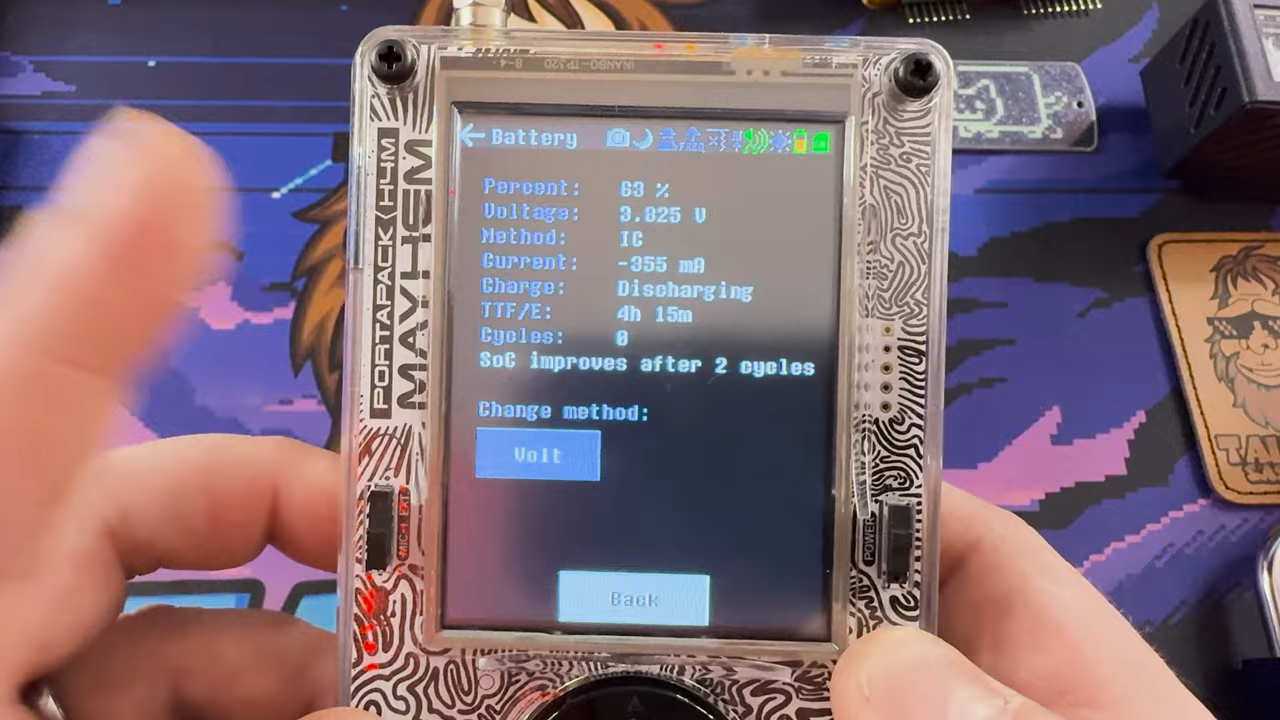 Battery
FREQ
Percent: 63 %
Voltage: 3.825 V
Method: IC
Current: -355 mA
Charge: Discharging
TTF/E: 4h 15m
Cycles: 0
SoC improves after 2 cycles
Change method:
Volt
Back
PORTAPACK H4M
MAYHEM
POWER